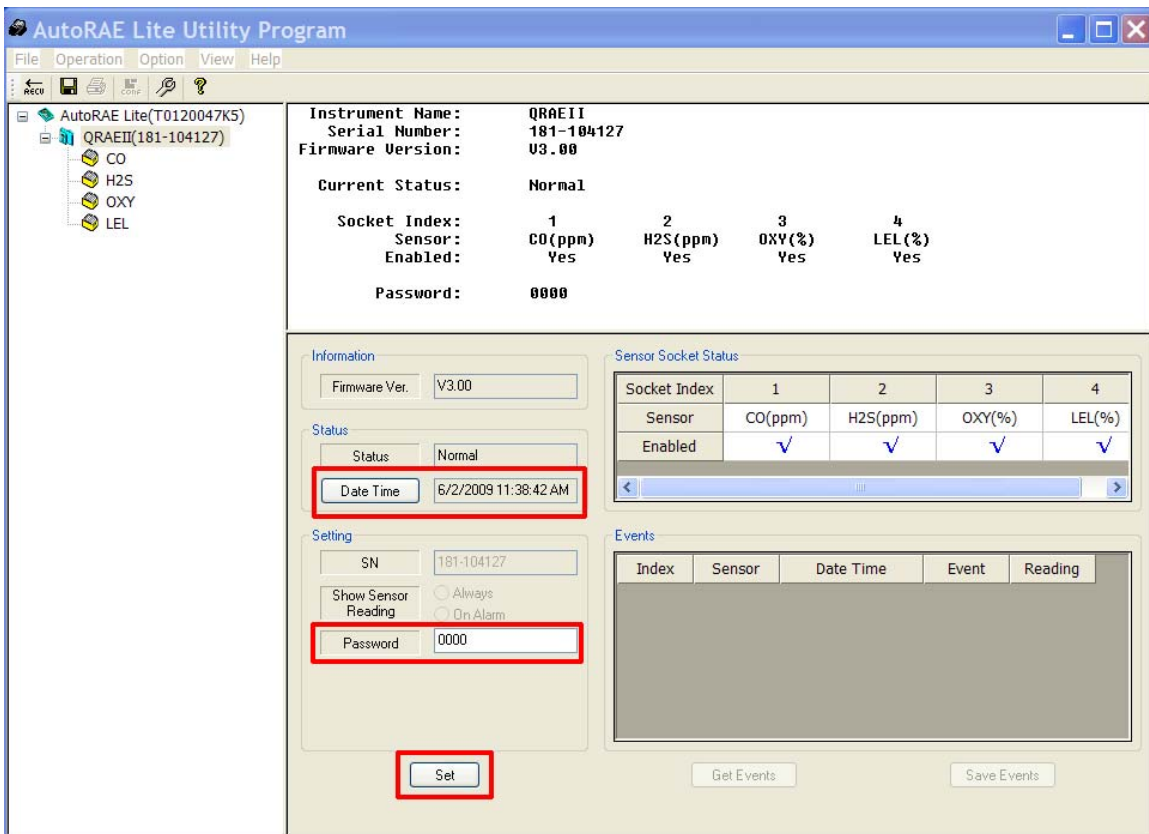 AutoRAE Lite Utility Program
File Operation Option View Help
RECU CONF ?
AutoRAE Lite(T0120047K5)
QRAEII(181-104127)
CO
H2S
OXY
LEL
Instrument Name: QRAEII
Serial Number: 181-104127
Firmware Version: V3.00
Current Status: Normal
Socket Index: 1 2 3 4
Sensor: CO(ppm) H2S(ppm) OXY(%) LEL(%)
Enabled: Yes Yes Yes Yes
Password: 0000
Information
Firmware Ver. V3.00
Status
Status Normal
Date Time 6/2/2009 11:38:42 AM
Setting
SN 181-104127
Show Sensor Reading
Always
On Alarm
Password 0000
Set
Sensor Socket Status
Socket Index 1 2 3 4
Sensor CO(ppm) H2S(ppm) OXY(%) LEL(%)
Enabled √ √ √ √
Events
Index Sensor Date Time Event Reading
Get Events Save Events